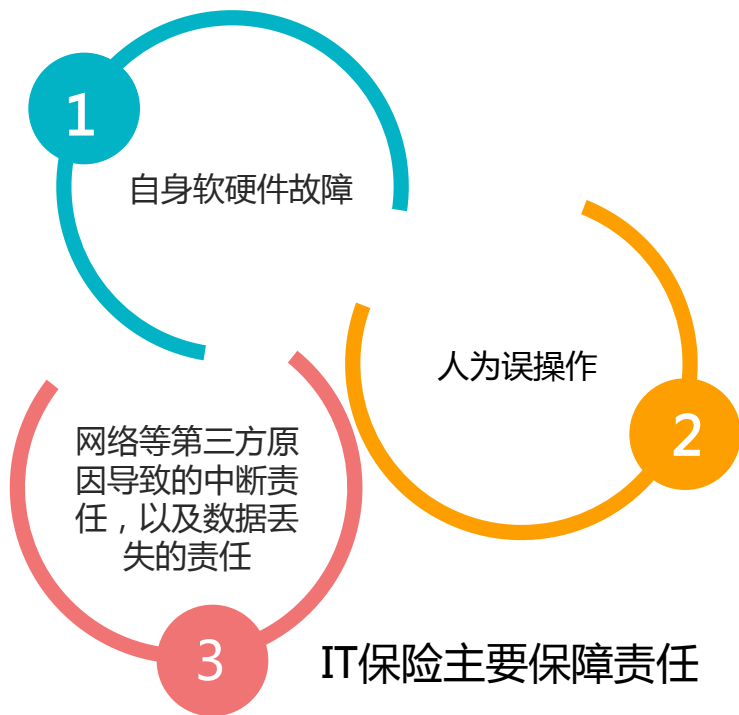 1
自身软硬件故障
人为误操作
2
网络等第三方原
因导致的中断责
任，以及数据丢
失的责任
3
IT保险主要保障责任